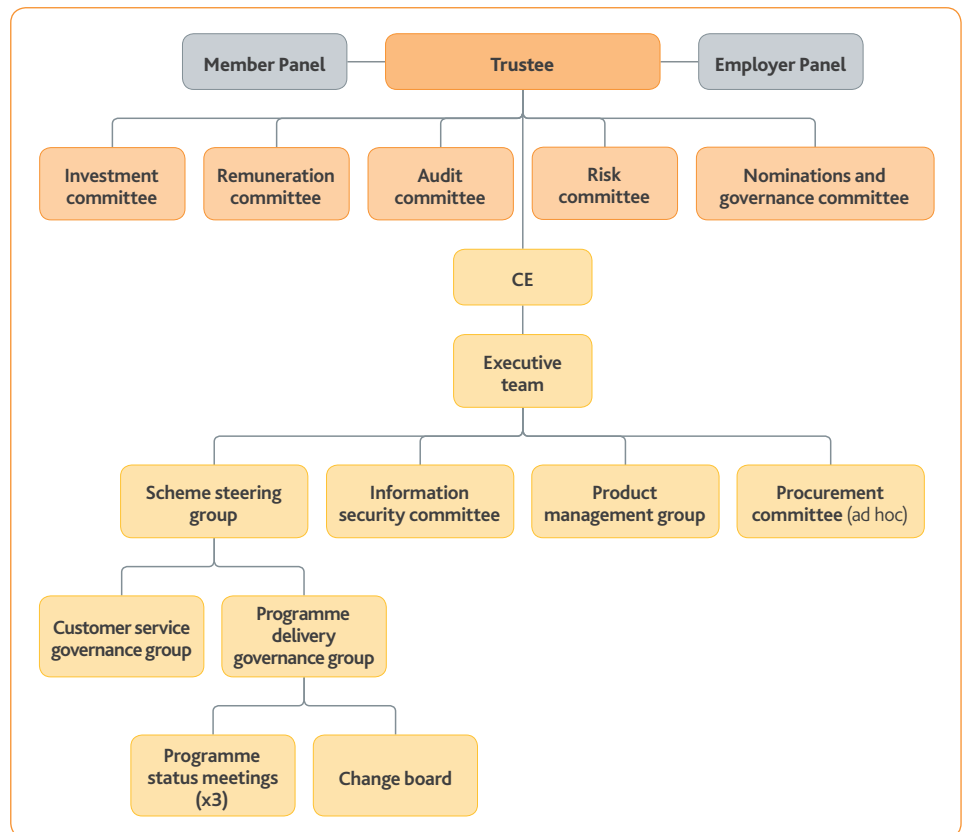 Member Panel
Trustee
Employer Panel
Investment
committee
Remuneration
committee
Audit
committee
Risk
committee
Nominations and
governance committee
CE
Executive
team
Scheme steering
group
Information
security committee
Product
management group
Procurement
committee (ad hoc)
Customer service
governance group
Programme
delivery
governance group
Programme
status meetings
(x3)
Change board